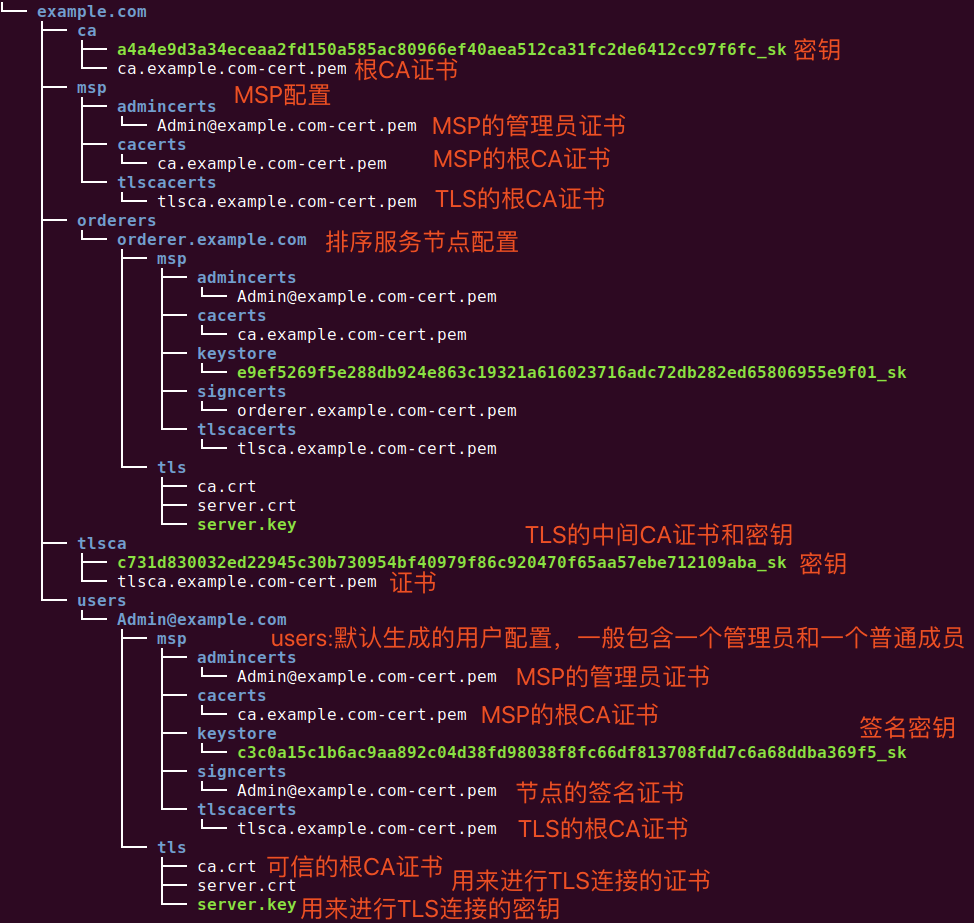 example.com
ca
a4a4e9d3a34eceaa2fd150a585ac80966ef40aea512ca31fc2de6412cc97f6fc_sk 密钥
ca.example.com-cert.pem 根CA证书
msp MSP配置
admincerts
Admin@example.com-cert.pem MSP的管理员证书
cacerts
ca.example.com-cert.pem MSP的根CA证书
tlscacerts
tlsca.example.com-cert.pem TLS的根CA证书
orderers
orderer.example.com 排序服务节点配置
msp
admincerts
Admin@example.com-cert.pem
cacerts
ca.example.com-cert.pem
keystore
e9ef5269f5e288db924e863c19321a616023716adc72db282ed65806955e9f01_sk
signcerts
orderer.example.com-cert.pem
tlscacerts
tlsca.example.com-cert.pem
tls
ca.crt
server.crt
server.key
tlsca TLS的中间CA证书和密钥
c731d830032ed22945c30b730954bf40979f86c920470f65aa57ebe712109aba_sk 密钥
tlsca.example.com-cert.pem 证书
users
Admin@example.com
msp users:默认生成的用户配置，一般包含一个管理员和一个普通成员
admincerts
Admin@example.com-cert.pem MSP的管理员证书
cacerts
ca.example.com-cert.pem MSP的根CA证书
keystore 签名密钥
c3c0a15c1b6ac9aa892c04d38fd98038f8fc66df813708fdd7c6a68ddba369f5_sk
signcerts
Admin@example.com-cert.pem 节点的签名证书
tlscacerts
tlsca.example.com-cert.pem TLS的根CA证书
tls
ca.crt 可信的根CA证书
server.crt 用来进行TLS连接的证书
server.key 用来进行TLS连接的密钥